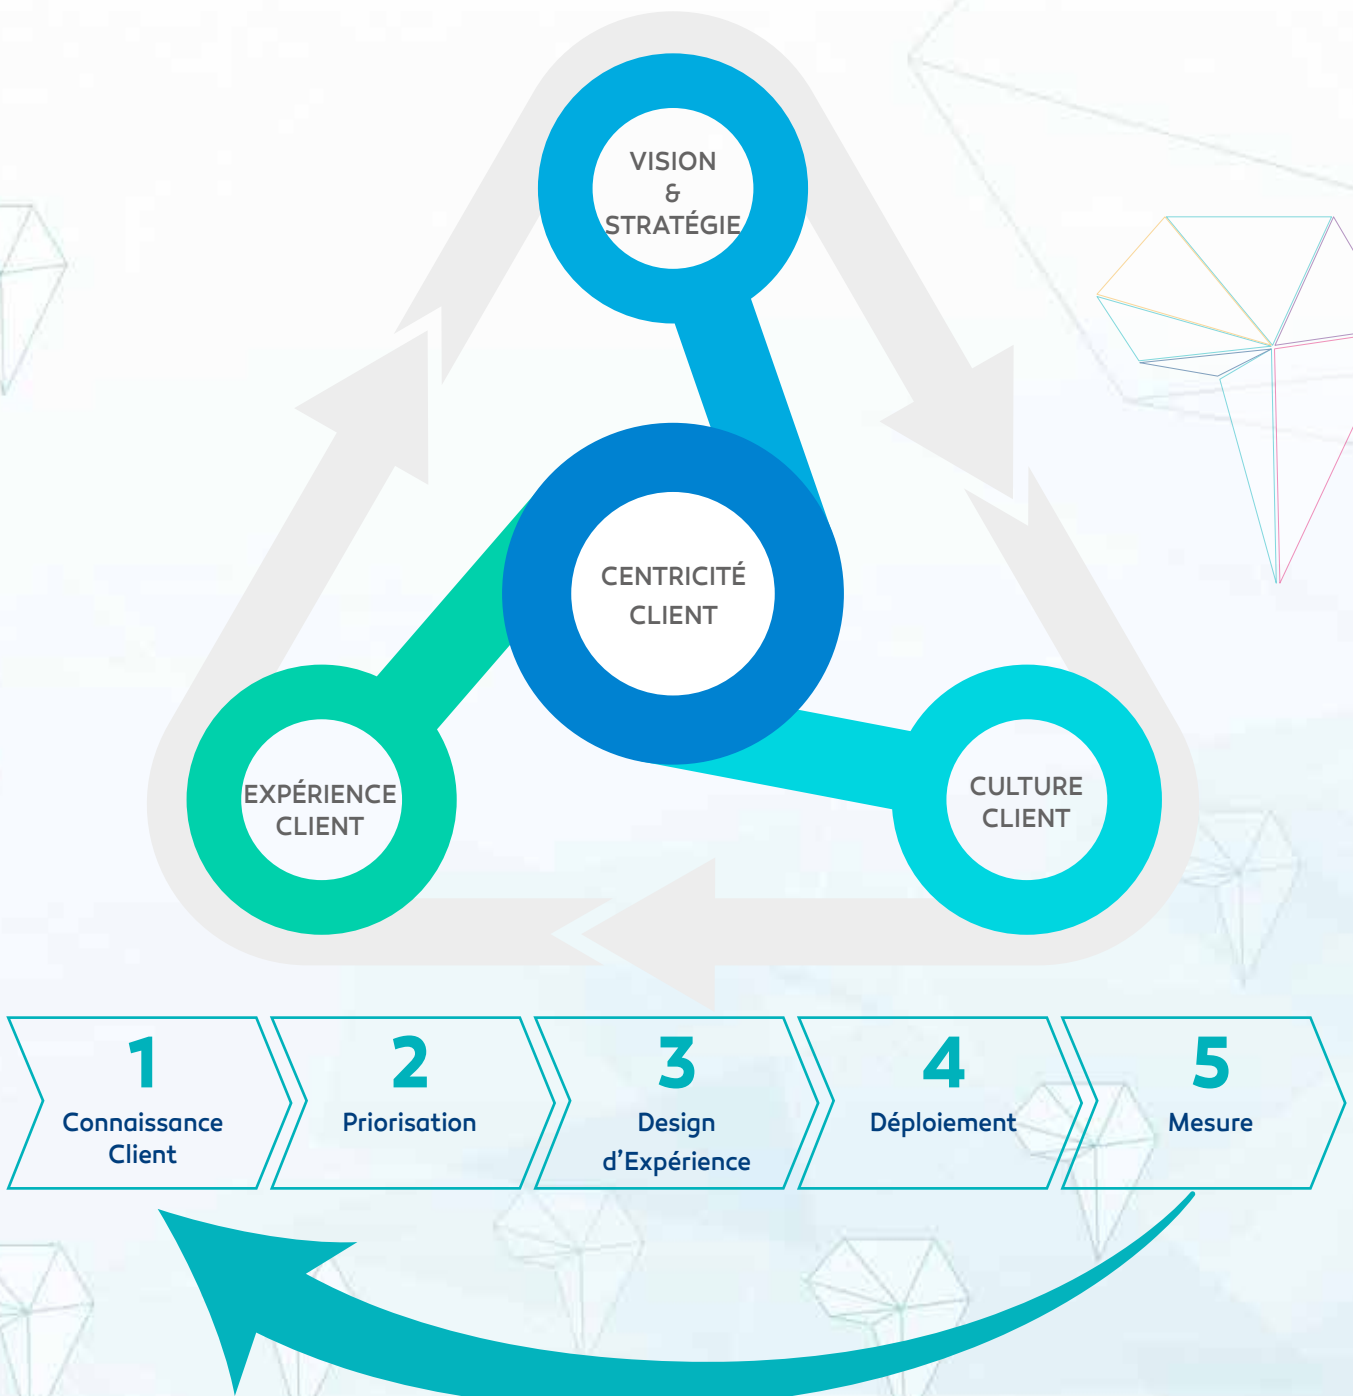 VISION
&
STRATÉGIE
CENTRICITÉ
CLIENT
EXPÉRIENCE
CLIENT
CULTURE
CLIENT
1
Connaissance
Client
2
Priorisation
3
Design
d'Expérience
4
Déploiement
5
Mesure